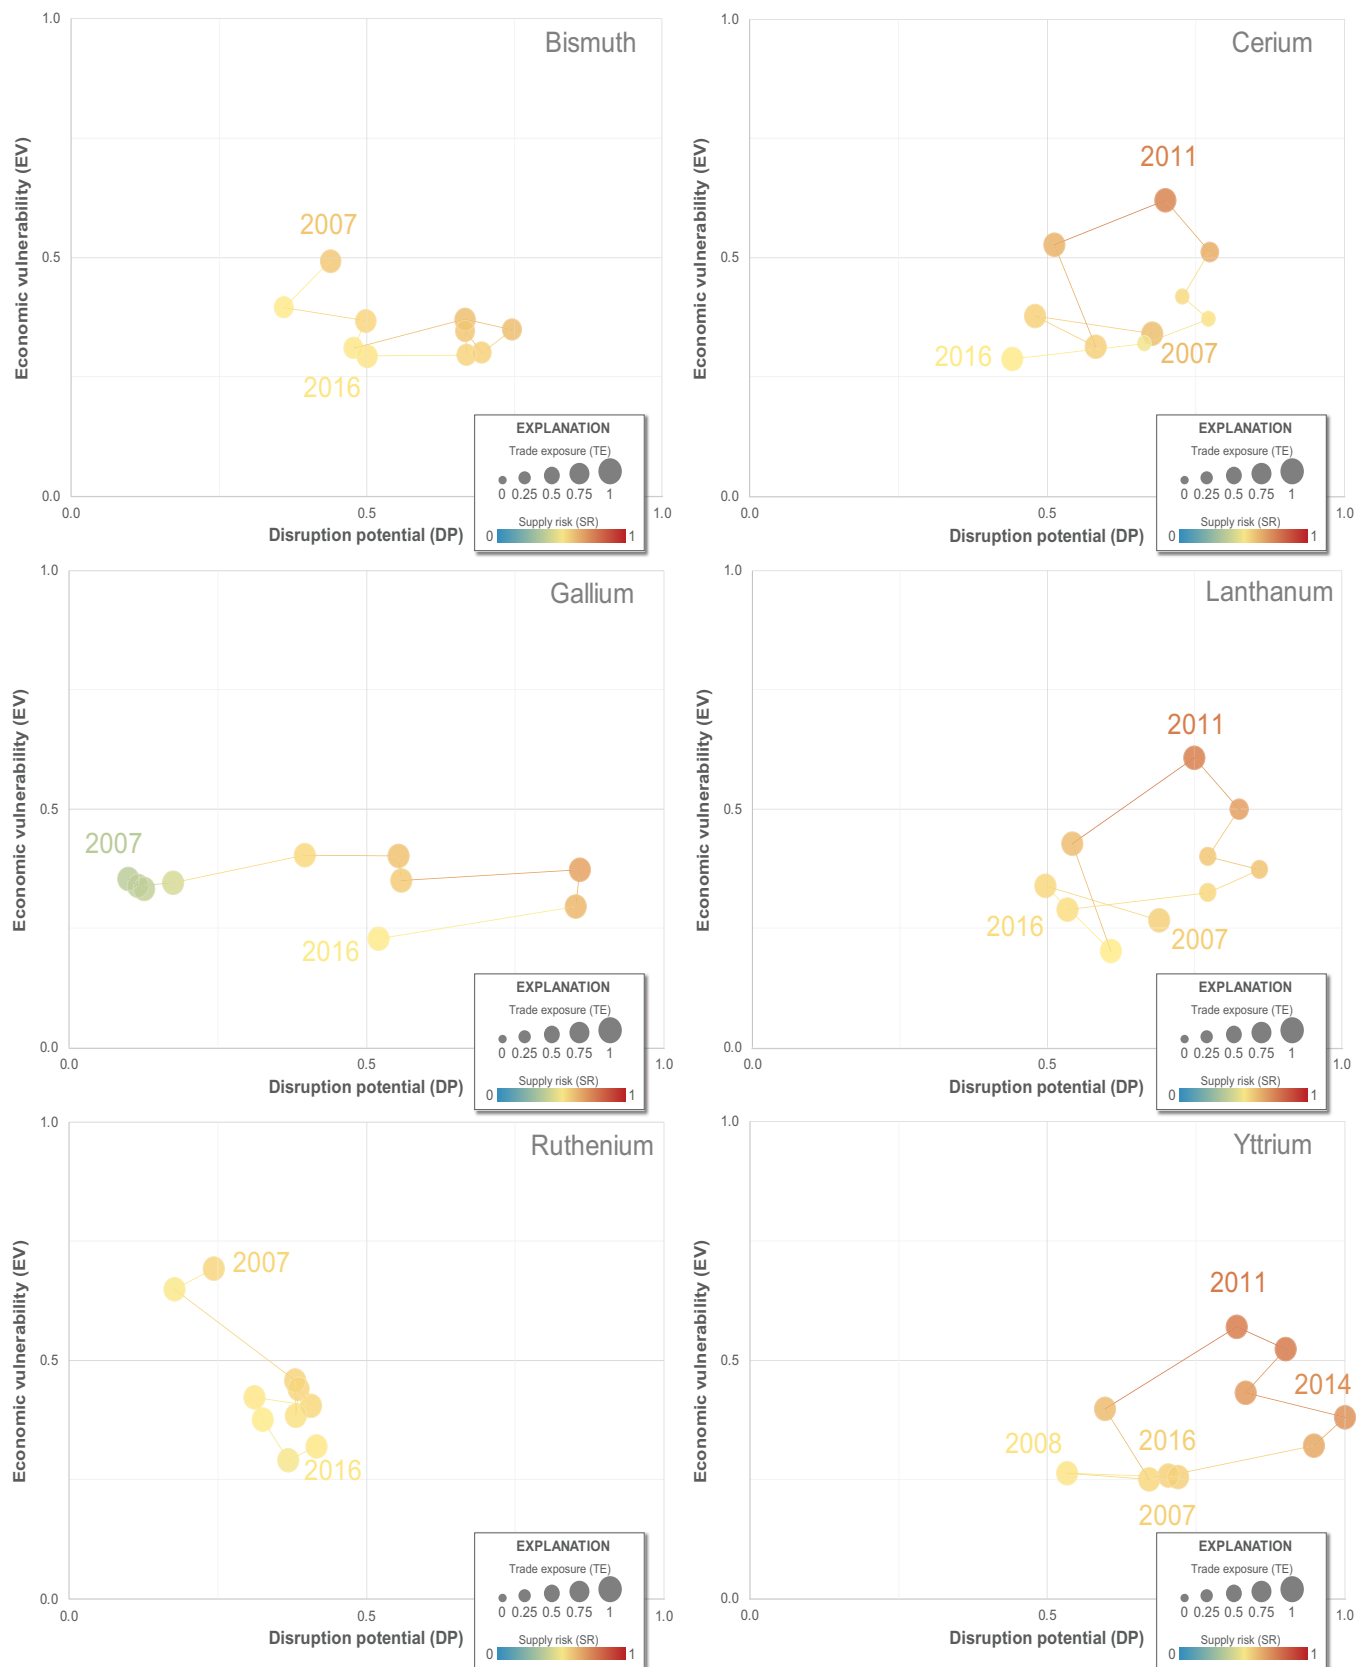 1.0
Bismuth
Economic vulnerability (EV)
2007
0.5
2016
EXPLANATION
Trade exposure (TE)
0 0.25 0.5 0.75 1
Supply risk (SR)
0 1
0.0
0.0 0.5 1.0
Disruption potential (DP)
1.0
Cerium
Economic vulnerability (EV)
2011
0.5
2016
2007
EXPLANATION
Trade exposure (TE)
0 0.25 0.5 0.75 1
Supply risk (SR)
0 1
0.0
0.0 0.5 1.0
Disruption potential (DP)
1.0
Gallium
Economic vulnerability (EV)
0.5
2007
2016
EXPLANATION
Trade exposure (TE)
0 0.25 0.5 0.75 1
Supply risk (SR)
0 1
0.0
0.0 0.5 1.0
Disruption potential (DP)
1.0
Lanthanum
Economic vulnerability (EV)
2011
0.5
2016
2007
EXPLANATION
Trade exposure (TE)
0 0.25 0.5 0.75 1
Supply risk (SR)
0 1
0.0
0.0 0.5 1.0
Disruption potential (DP)
1.0
Ruthenium
Economic vulnerability (EV)
2007
0.5
2016
EXPLANATION
Trade exposure (TE)
0 0.25 0.5 0.75 1
Supply risk (SR)
0 1
0.0
0.0 0.5 1.0
Disruption potential (DP)
1.0
Yttrium
Economic vulnerability (EV)
2011
0.5
2014
2008
2016
2007
EXPLANATION
Trade exposure (TE)
0 0.25 0.5 0.75 1
Supply risk (SR)
0 1
0.0
0.0 0.5 1.0
Disruption potential (DP)